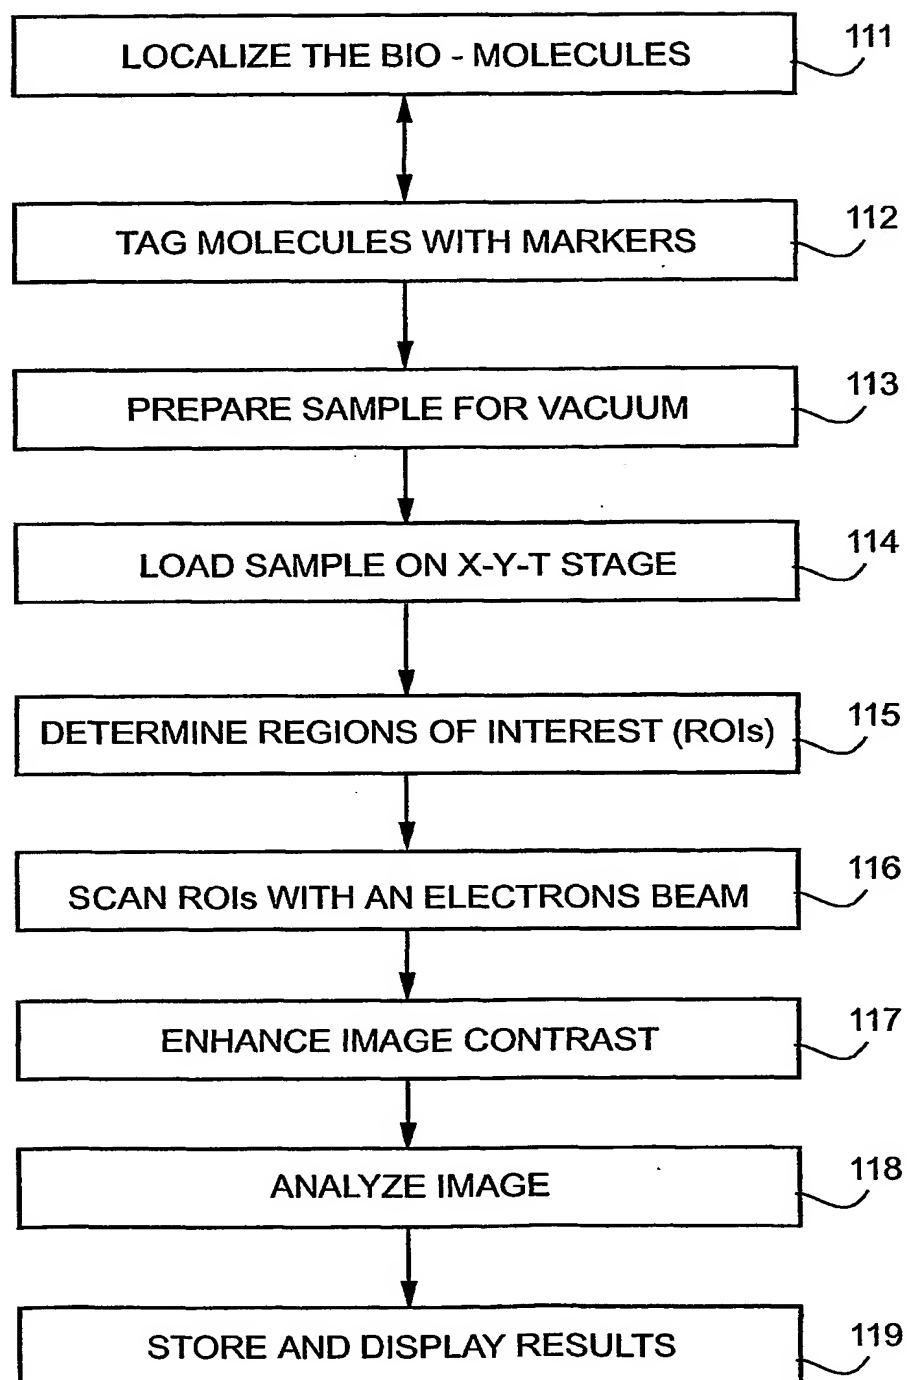 LOCALIZE THE BIO - MOLECULES 111
TAG MOLECULES WITH MARKERS 112
PREPARE SAMPLE FOR VACUUM 113
LOAD SAMPLE ON X-Y-T STAGE 114
DETERMINE REGIONS OF INTEREST (ROIs) 115
SCAN ROIs WITH AN ELECTRONS BEAM 116
ENHANCE IMAGE CONTRAST 117
ANALYZE IMAGE 118
STORE AND DISPLAY RESULTS 119